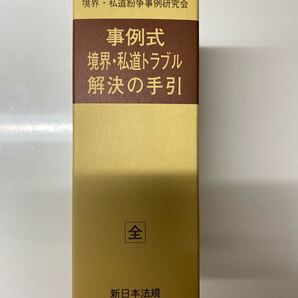 境界・私道紛争事例研究会
事例式
境界・私道トラブル
解決の手引
全
新日本法規